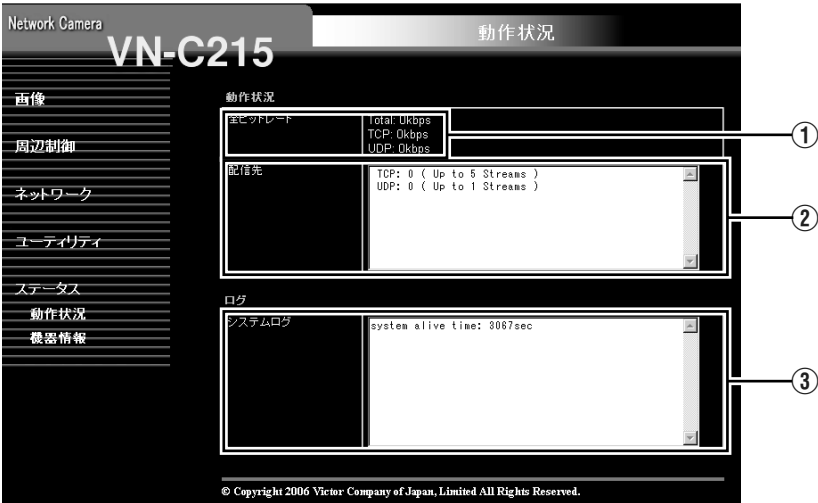 Network Camera
VN-C215
動作状況
画像
周辺制御
ネットワーク
ユーティリティ
ステータス
動作状況
機器情報
動作状況
全ビットレート
Total: 0kbps
TCP: 0kbps
UDP: 0kbps
①
配信先
TCP: 0 ( Up to 5 Streams )
UDP: 0 ( Up to 1 Streams )
②
ログ
システムログ
system alive time: 3067sec
③
© Copyright 2006 Victor Company of Japan, Limited All Rights Reserved.